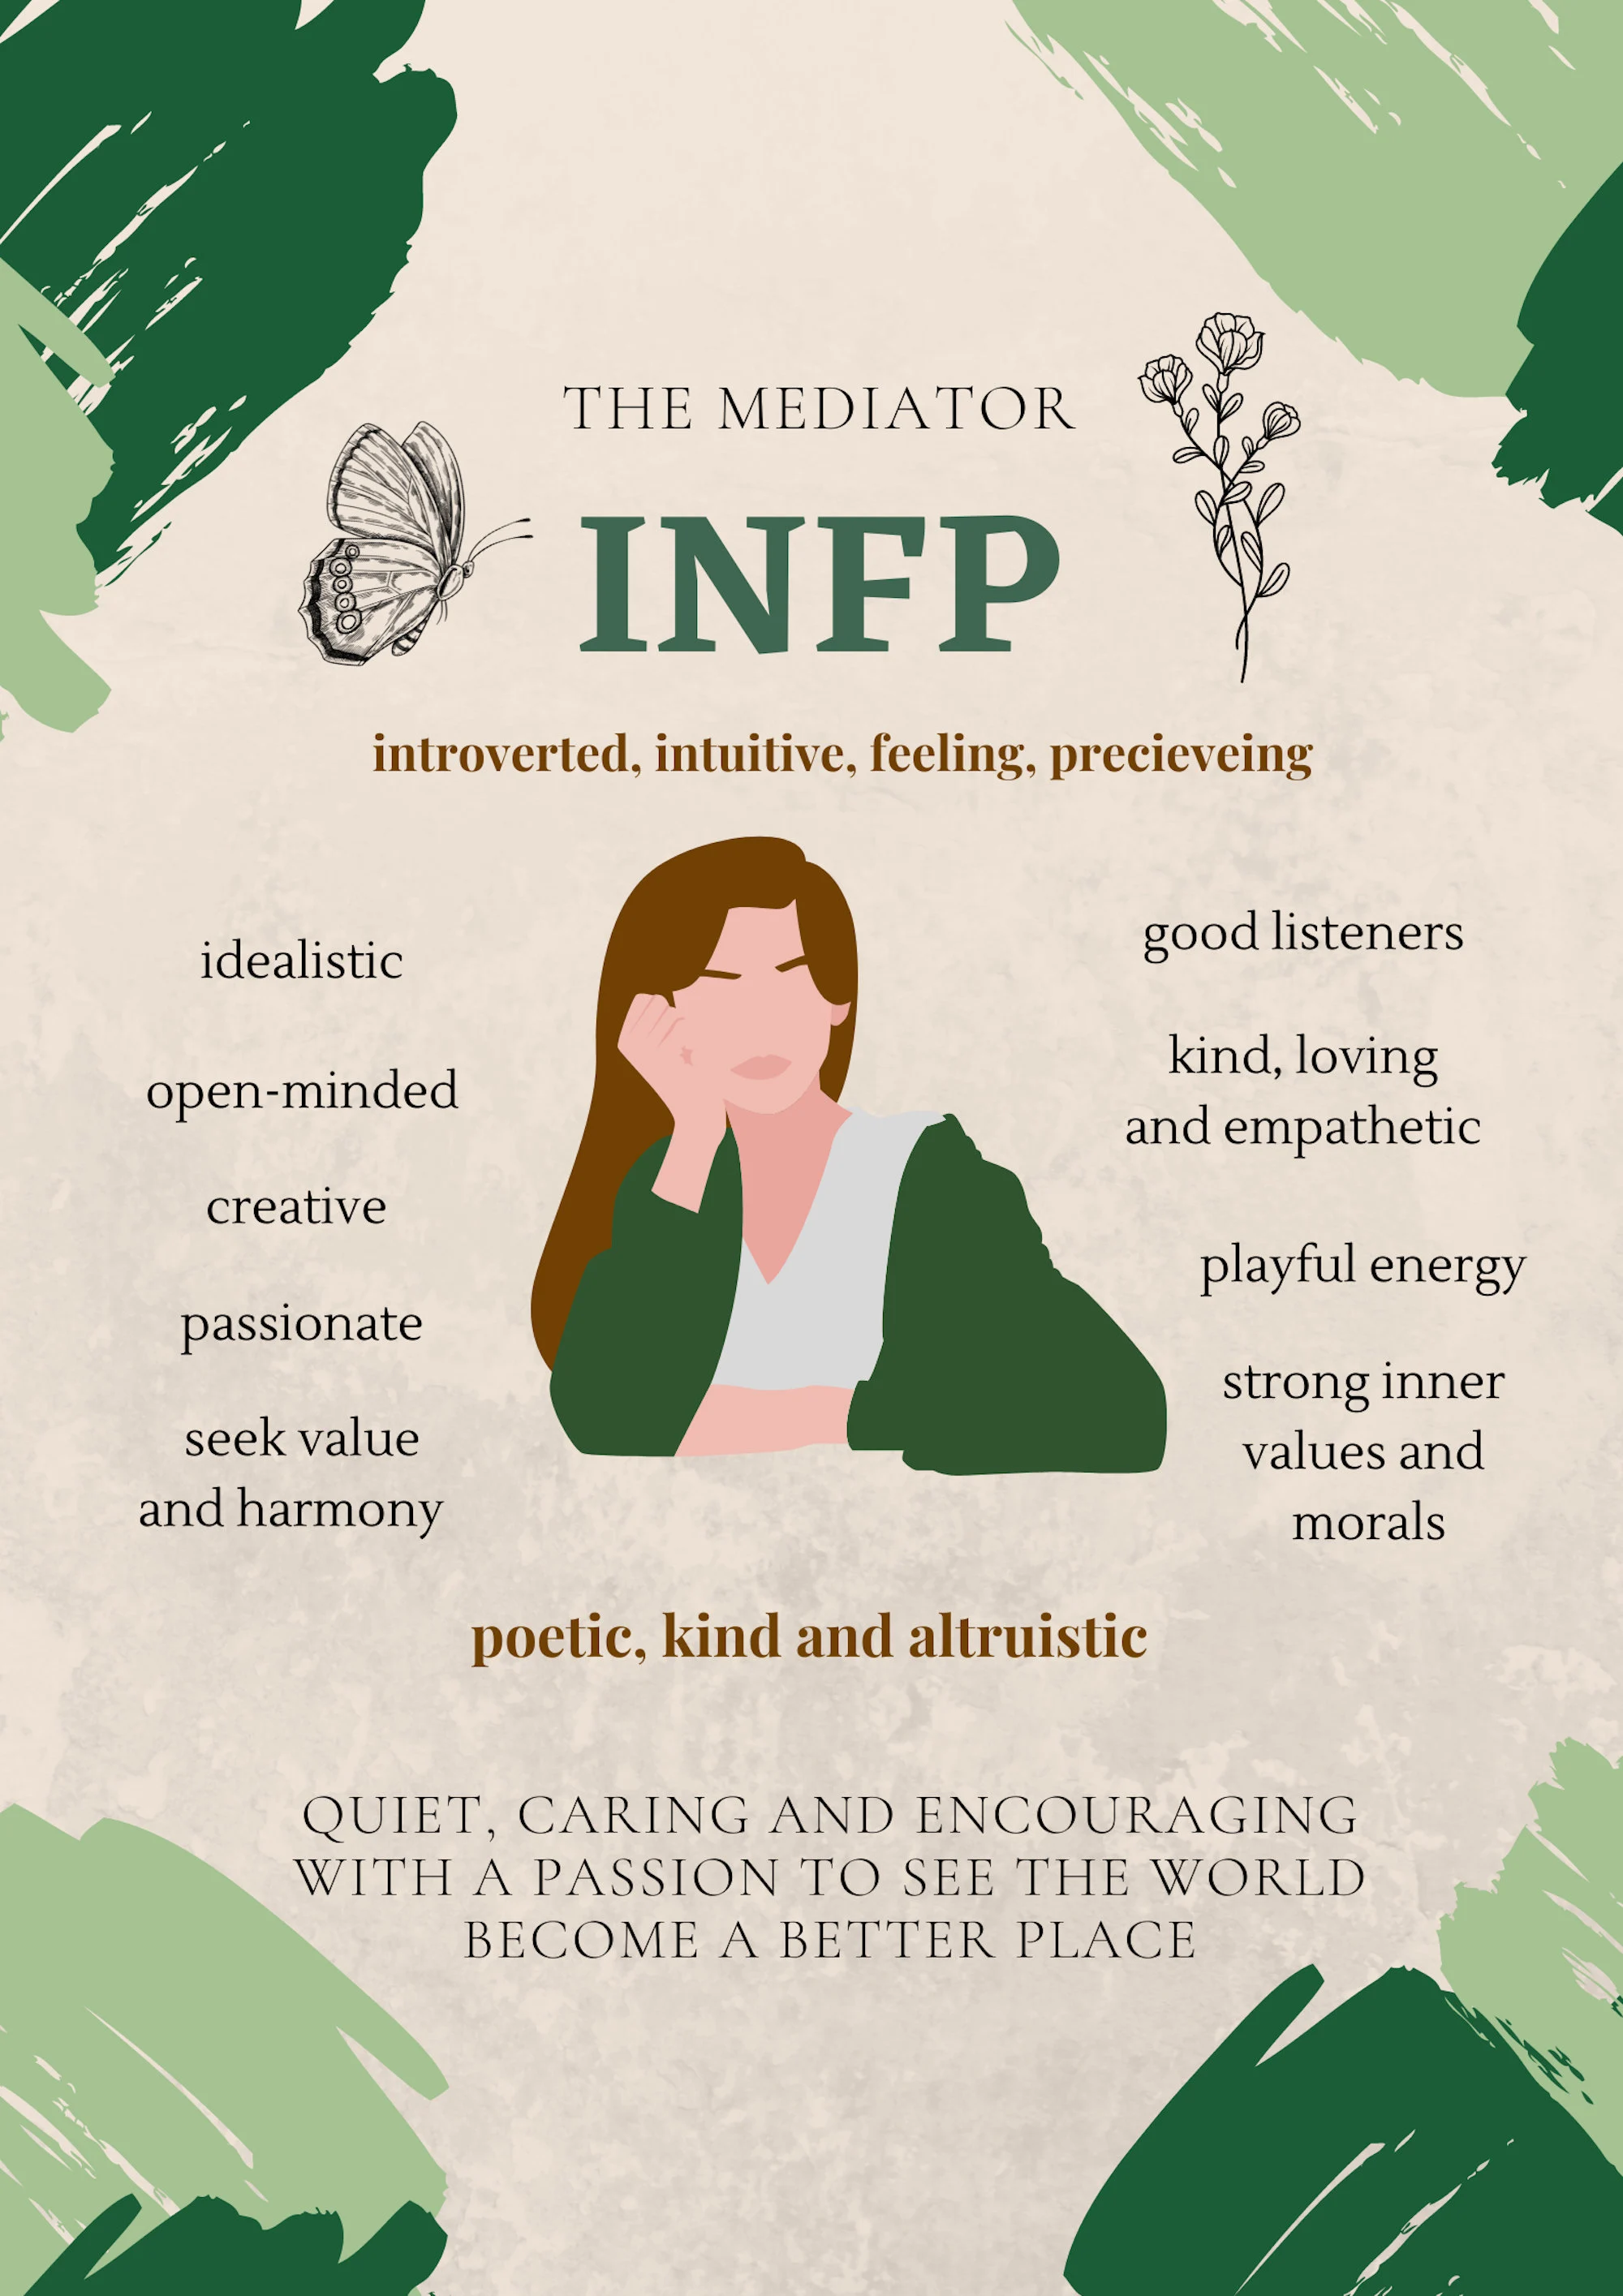 THE MEDIATOR
INFP
introverted, intuitive, feeling, precieveing
idealistic
open-minded
creative
passionate
seek value
and harmony
good listeners
kind, loving
and empathetic
playful energy
strong inner
values and
morals
poetic, kind and altruistic
QUIET, CARING AND ENCOURAGING
WITH A PASSION TO SEE THE WORLD
BECOME A BETTER PLACE